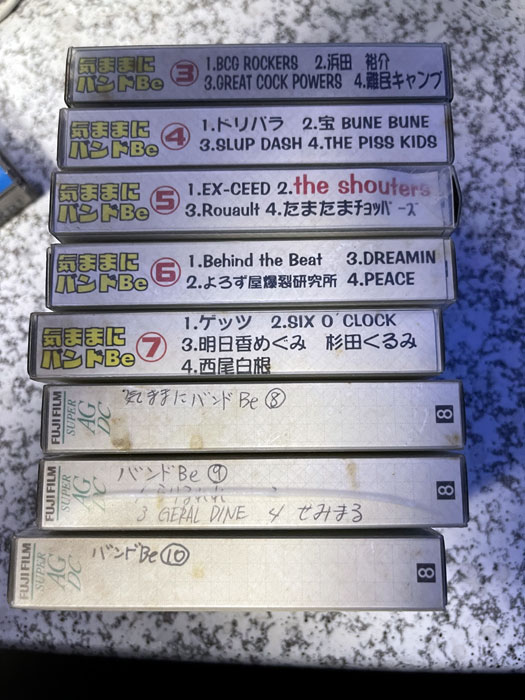 気ままに
バンドBe ③
1.BCG ROCKERS 2.浜田 裕介
3.GREAT COCK POWERS 4.難民キャンプ
気ままに
バンドBe ④
1.ドリバラ 2.宝 BUNE BUNE
3.SLUP DASH 4.THE PISS KIDS
気ままに
バンドBe ⑤
1.EX-CEED 2.the shouters
3.Rouault 4.たまたまチョッパーズ
気ままに
バンドBe ⑥
1.Behind the Beat 3.DREAMIN
2.よろず屋爆裂研究所 4.PEACE
気ままに
バンドBe ⑦
1.ゲッツ 2.SIX O'CLOCK
3.明日香めぐみ 杉田くるみ
4.西尾白根
FUJI FILM
SUPER
AG
DC
気ままにバンドBe ⑧
8
FUJI FILM
SUPER
AG
DC
バンドBe ⑨
3 GERAL DINE 4 せみまる
8
FUJI FILM
SUPER
AG
DC
バンドBe ⑩
8